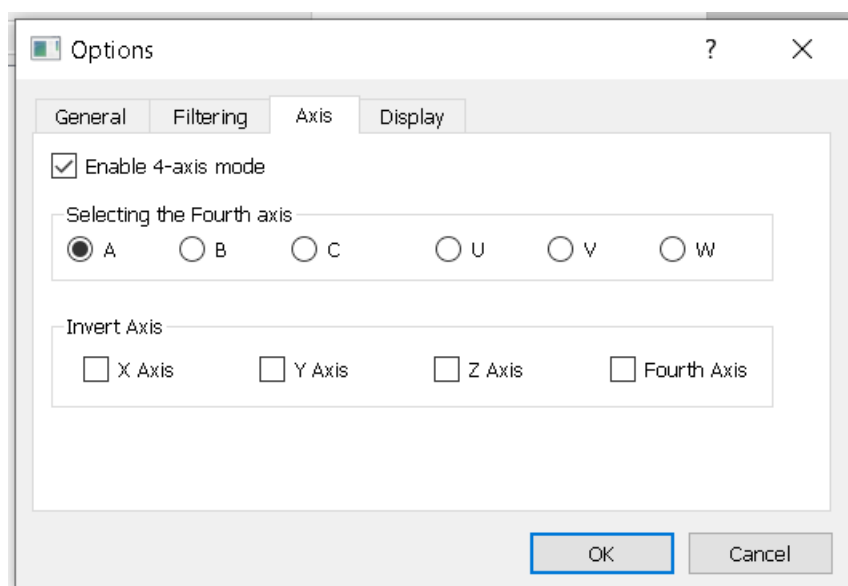 Options ?
General Filtering Axis Display
Enable 4-axis mode
Selecting the Fourth axis
A B C U V W
Invert Axis
X Axis Y Axis Z Axis Fourth Axis
OK Cancel